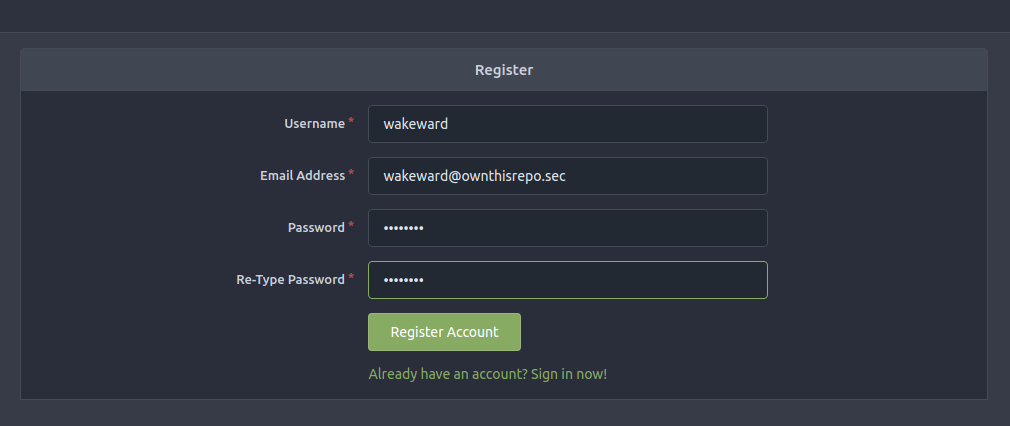 Register
Username *
wakeward
Email Address *
wakeward@ownthisrepo.sec
Password *
••••••••
Re-Type Password *
••••••••
Register Account
Already have an account? Sign in now!